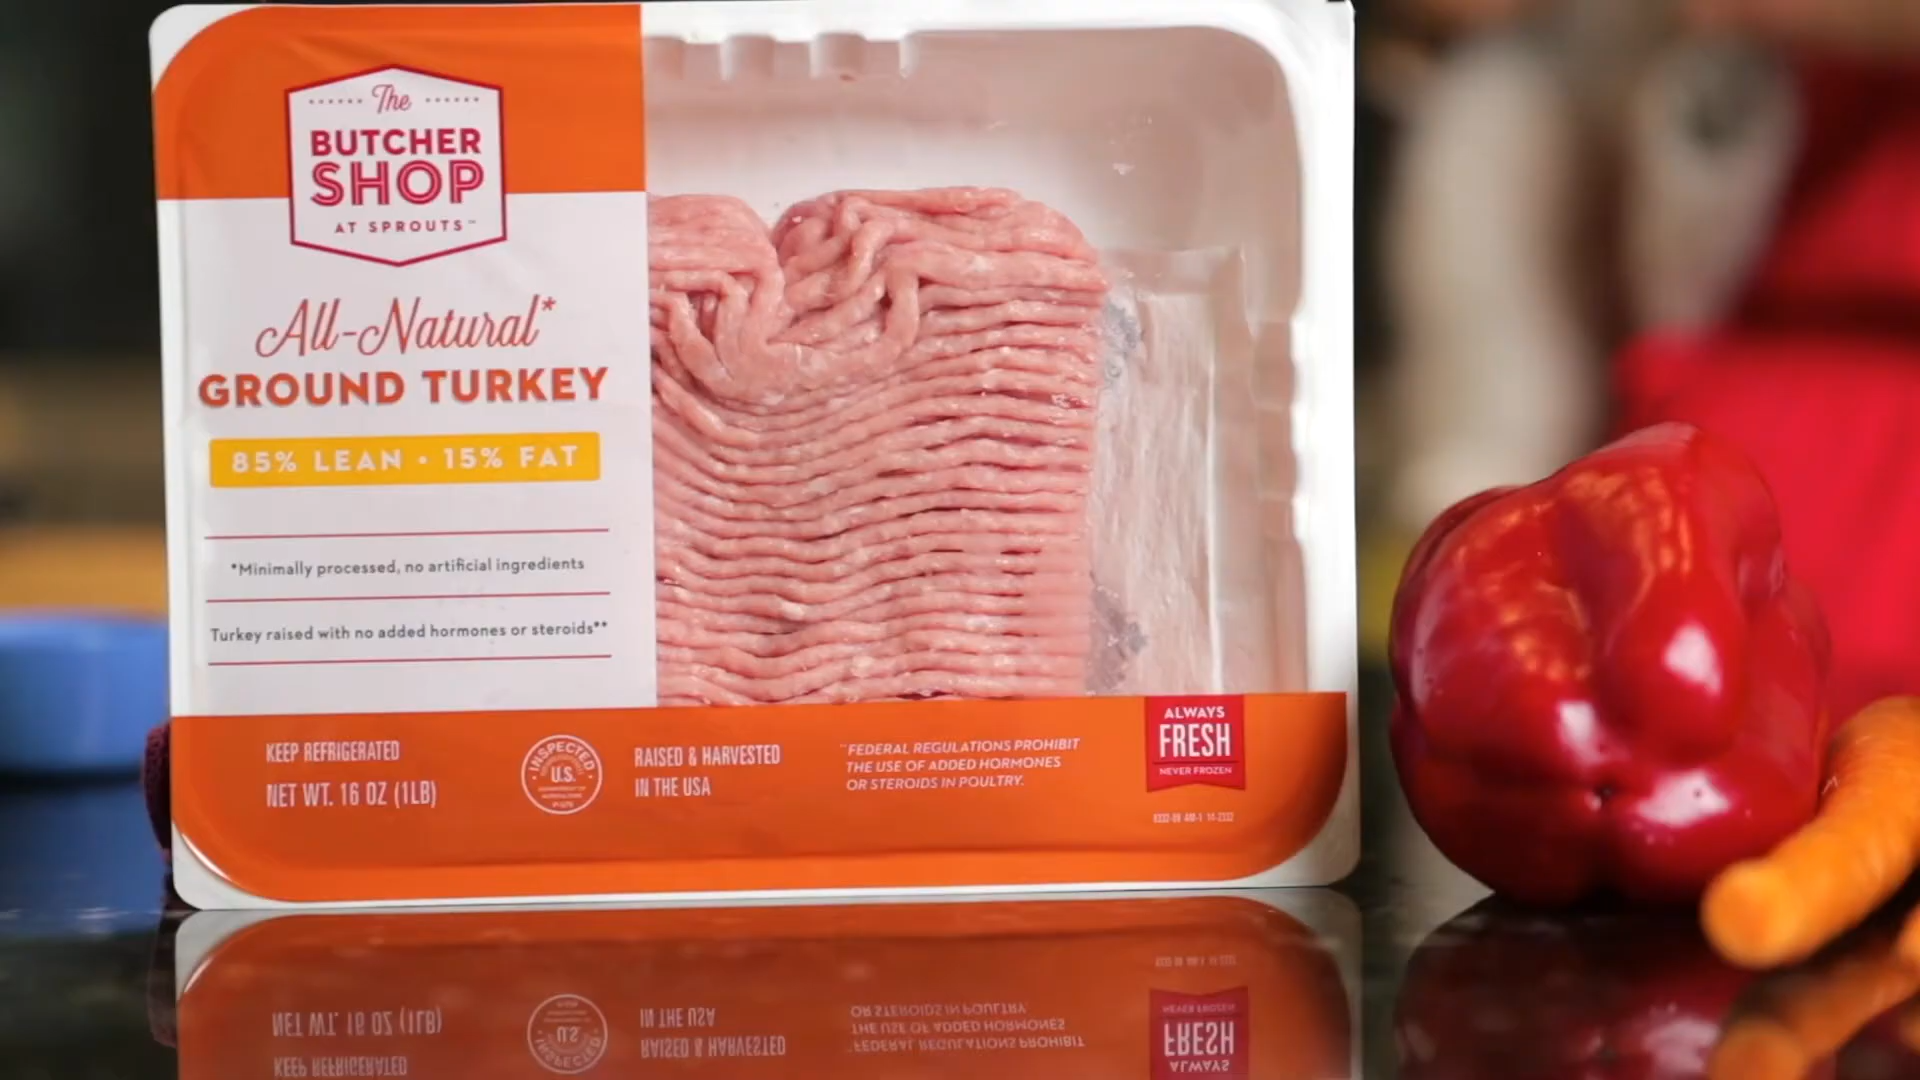 The
BUTCHER
SHOP
AT SPROUTS™
All-Natural*
GROUND TURKEY
85% LEAN • 15% FAT
*Minimally processed, no artificial ingredients
Turkey raised with no added hormones or steroids**
KEEP REFRIGERATED
NET WT. 16 OZ (1LB)
INSPECTED
U.S.
RAISED & HARVESTED
IN THE USA
**FEDERAL REGULATIONS PROHIBIT
THE USE OF ADDED HORMONES
OR STEROIDS IN POULTRY.
ALWAYS
FRESH
NEVER FROZEN